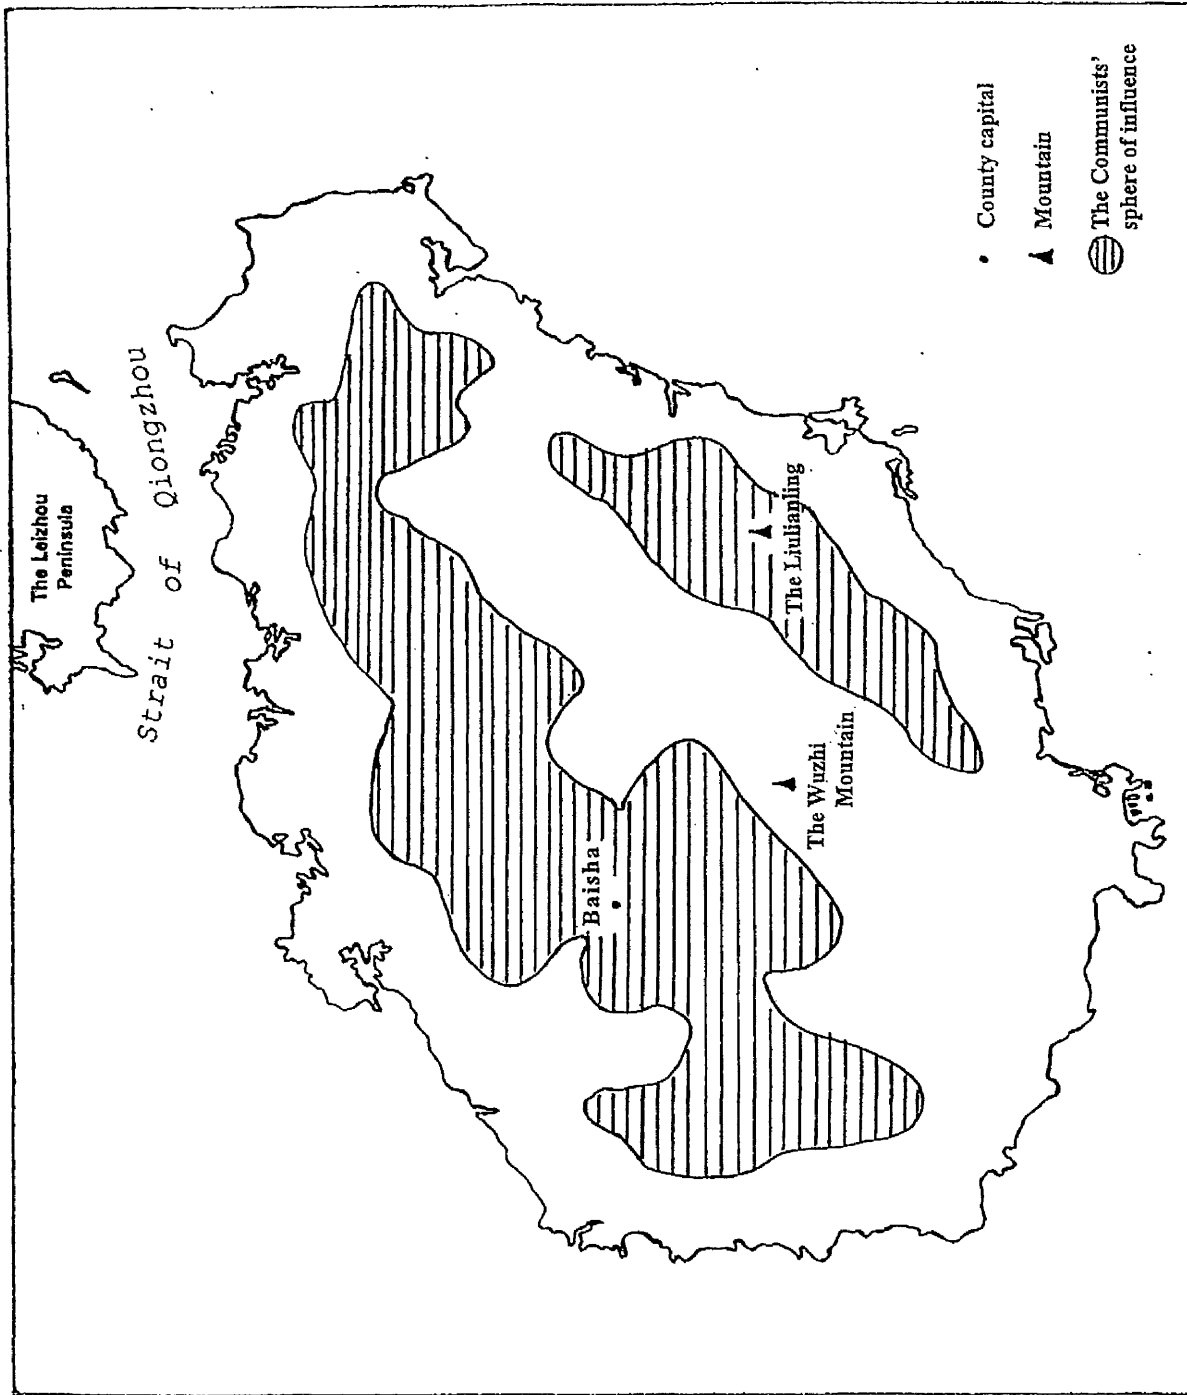 The Leizhou
Peninsula
Strait of Qiongzhou
Baisha
The Liulianling
The Wuzhi
Mountain
County capital
Mountain
The Communists'
sphere of influence